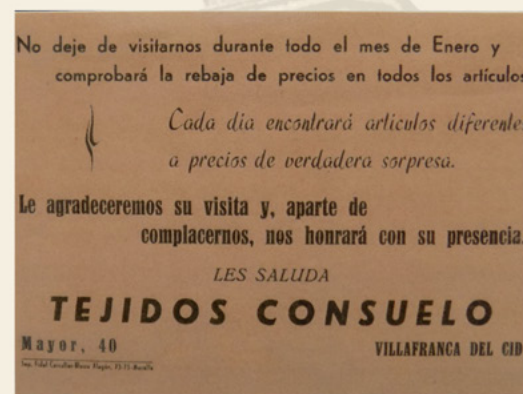 No deje de visitarnos durante todo el mes de Enero y
comprobará la rebaja de precios en todos los artículos
Cada día encontrará artículos diferentes
a precios de verdadera sorpresa.
Le agradeceremos su visita y, aparte de
complacernos, nos honrará con su presencia.
LES SALUDA
TEJIDOS CONSUELO
Mayor, 40
VILLAFRANCA DEL CID
Imp. Fidel